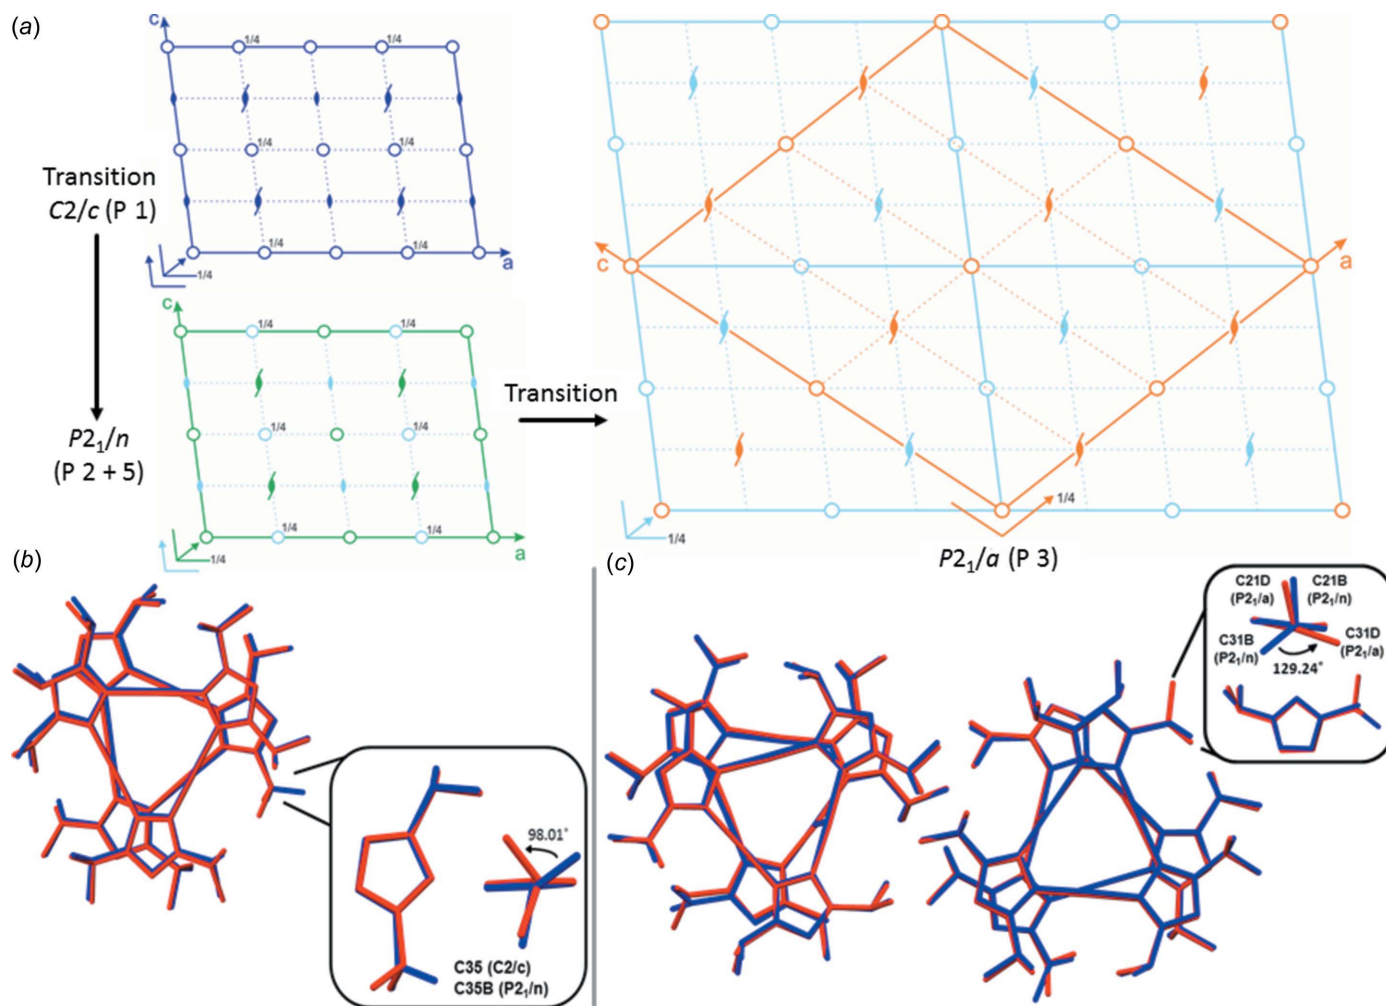 (a)
c
1/4
1/4
1/4
1/4
Transition
C2/c (P 1)
1/4
1/4
a
1/4
c
1/4
1/4
1/4
1/4
P2₁/n
(P 2 + 5)
1/4
1/4
a
1/4
Transition
c
a
1/4
1/4
P2₁/a (P 3)
(b)
98.01°
C35 (C2/c)
C35B (P2₁/n)
(c)
C21D
(P2₁/a)
C21B
(P2₁/n)
C31B
(P2₁/n)
C31D
(P2₁/a)
129.24°